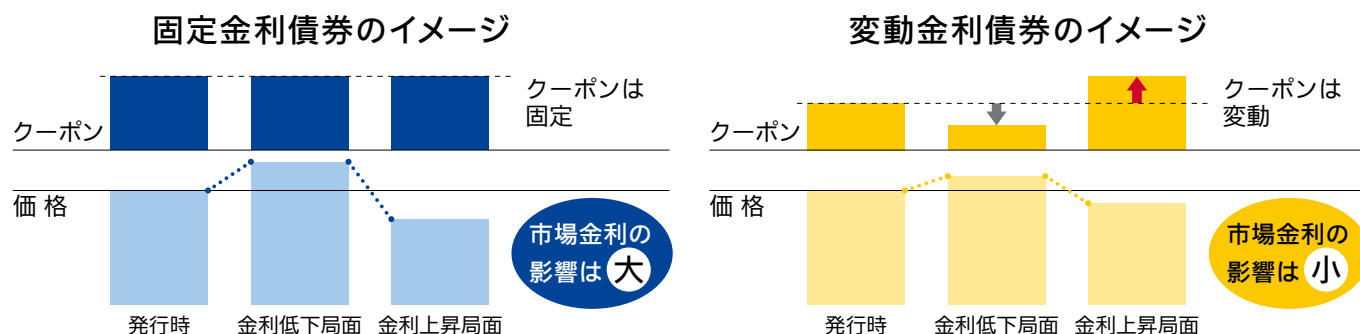 固定金利債券のイメージ
クーポンは
固定
クーポン
価 格
市場金利の
影響は 大
発行時
金利低下局面
金利上昇局面
変動金利債券のイメージ
クーポンは
変動
クーポン
価 格
市場金利の
影響は 小
発行時
金利低下局面
金利上昇局面